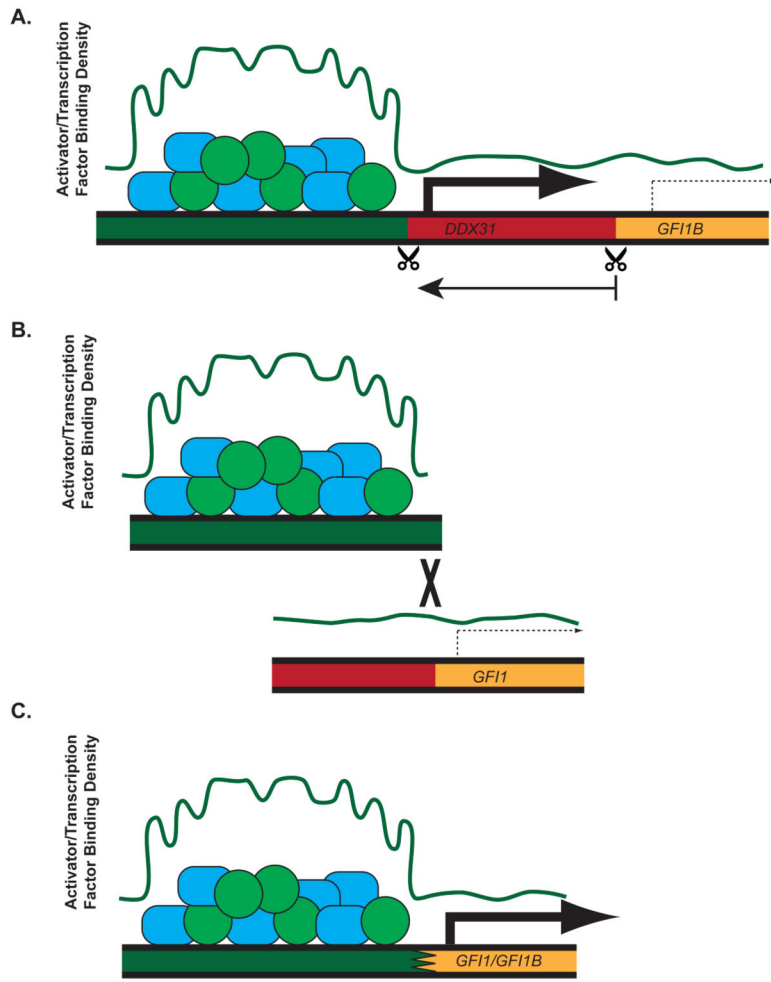 A.
Activator/Transcription
Factor Binding Density
DDX31
GFI1B
B.
Activator/Transcription
Factor Binding Density
GFI1
C.
Activator/Transcription
Factor Binding Density
GFI1/GFI1B